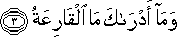 وَمَآ أَدْرَىٰكَ مَا ٱلْقَارِعَةُ ٣